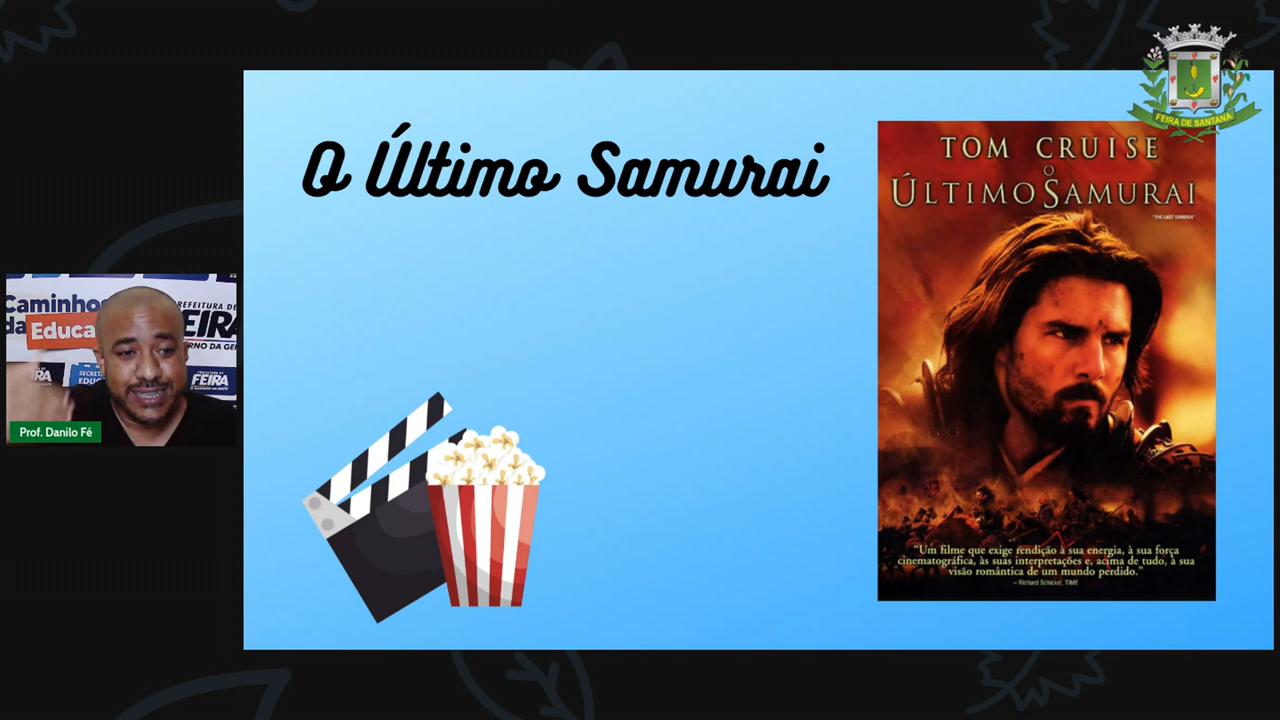 FEIRA DE SANTANA
O Último Samurai
TOM CRUISE
O
ÚLTIMO SAMURAI
"THE LAST SAMURAI"
"Um filme que exige rendição à sua energia, à sua força
cinematográfica, às suas interpretações e, acima de tudo, à sua
visão romântica de um mundo perdido."
– Richard Schickel, TIME
Caminhos
da
Educa
PREFEITURA DE
FEIRA
Prof. Danilo Fé